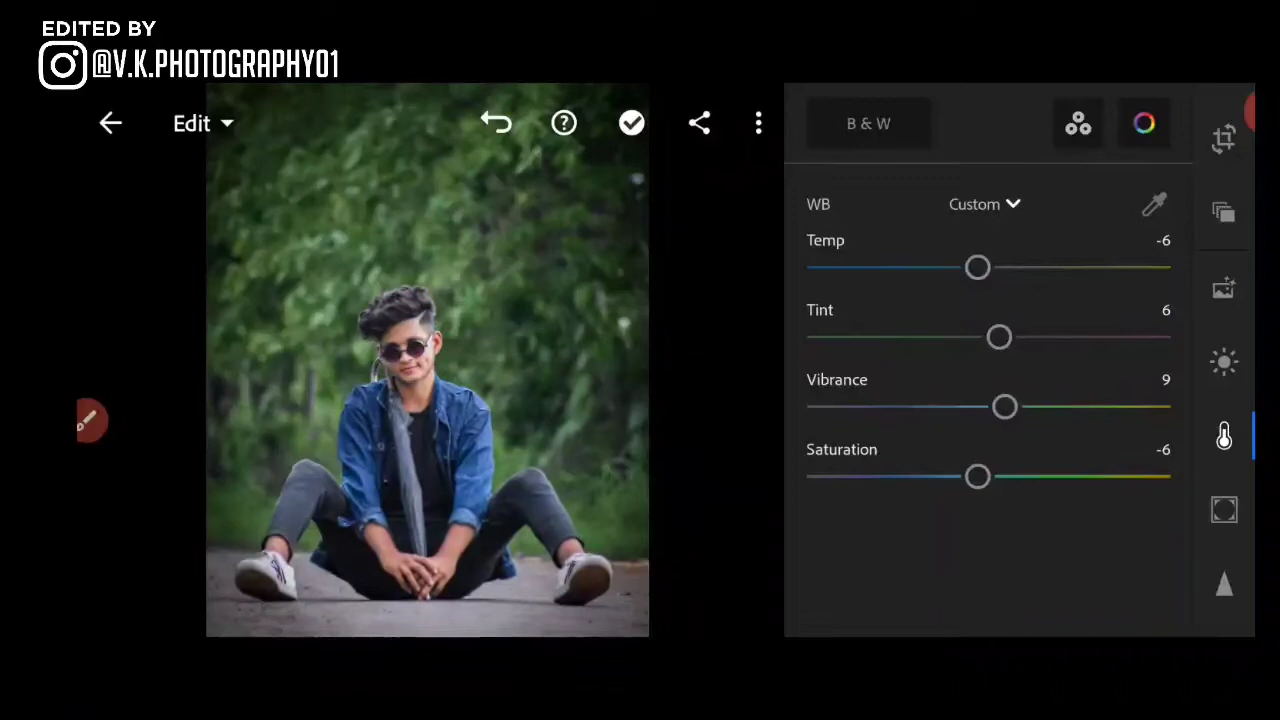 EDITED BY
@V.K.PHOTOGRAPHY01
Edit
B & W
WB Custom
Temp -6
Tint 6
Vibrance 9
Saturation -6